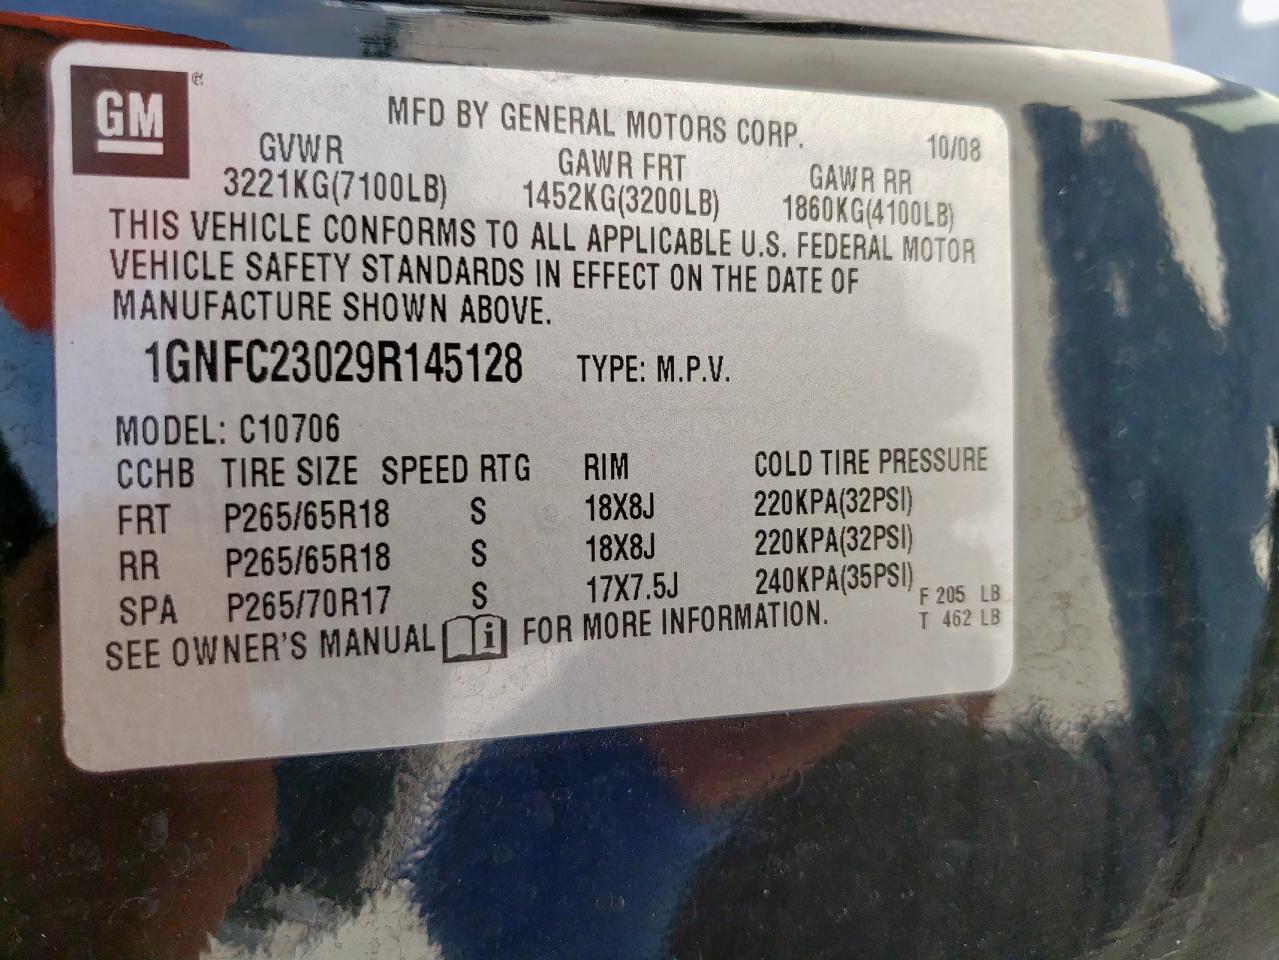 GM
MFD BY GENERAL MOTORS CORP.
10/08
GVWR GAWR FRT GAWR RR
3221KG(7100LB) 1452KG(3200LB) 1860KG(4100LB)
THIS VEHICLE CONFORMS TO ALL APPLICABLE U.S. FEDERAL MOTOR
VEHICLE SAFETY STANDARDS IN EFFECT ON THE DATE OF
MANUFACTURE SHOWN ABOVE.
1GNFC23029R145128 TYPE: M.P.V.
MODEL: C10706
CCHB TIRE SIZE SPEED RTG RIM COLD TIRE PRESSURE
FRT P265/65R18 S 18X8J 220KPA(32PSI)
RR P265/65R18 S 18X8J 220KPA(32PSI)
SPA P265/70R17 S 17X7.5J 240KPA(35PSI)
F 205 LB
T 462 LB
SEE OWNER'S MANUAL i FOR MORE INFORMATION.